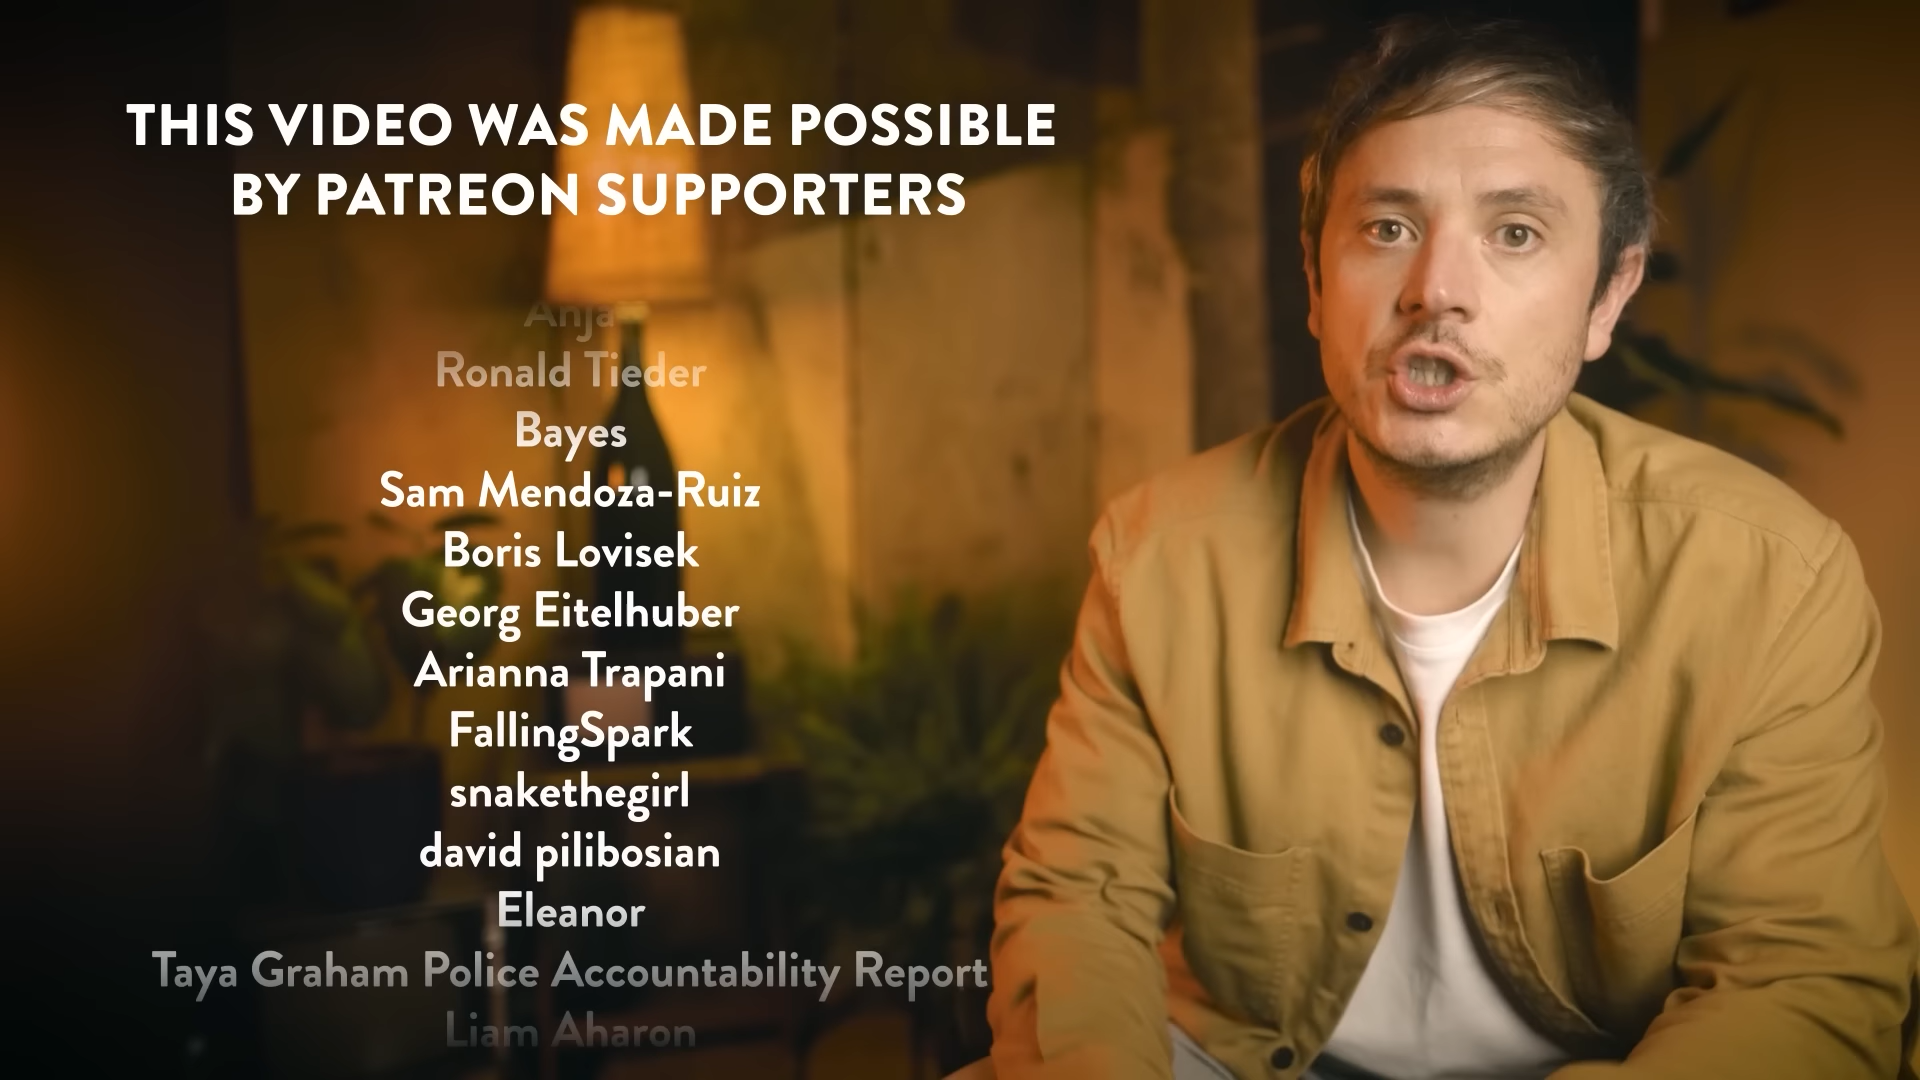 THIS VIDEO WAS MADE POSSIBLE
BY PATREON SUPPORTERS
Anja
Ronald Tieder
Bayes
Sam Mendoza-Ruiz
Boris Lovisek
Georg Eitelhuber
Arianna Trapani
FallingSpark
snakethegirl
david pilibosian
Eleanor
Taya Graham Police Accountability Report
Liam Aharon